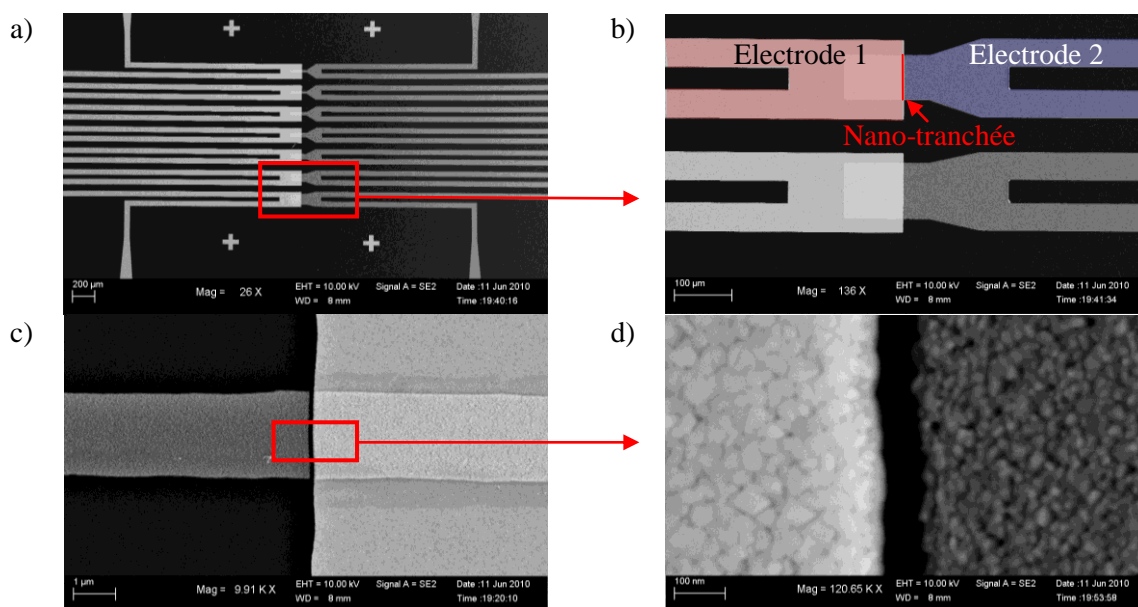 a)
b)
Electrode 1
Electrode 2
Nano-tranchée
200 µm
Mag = 26 X
EHT = 10.00 kV
Signal A = SE2
Date :11 Jun 2010
WD = 8 mm
Time :19:40:16
100 µm
Mag = 136 X
EHT = 10.00 kV
Signal A = SE2
Date :11 Jun 2010
WD = 8 mm
Time :19:41:34
c)
d)
1 µm
Mag = 9.91 K X
EHT = 10.00 kV
Signal A = SE2
Date :11 Jun 2010
WD = 8 mm
Time :19:20:10
100 nm
Mag = 120.65 K X
EHT = 10.00 kV
Signal A = SE2
Date :11 Jun 2010
WD = 8 mm
Time :19:53:58